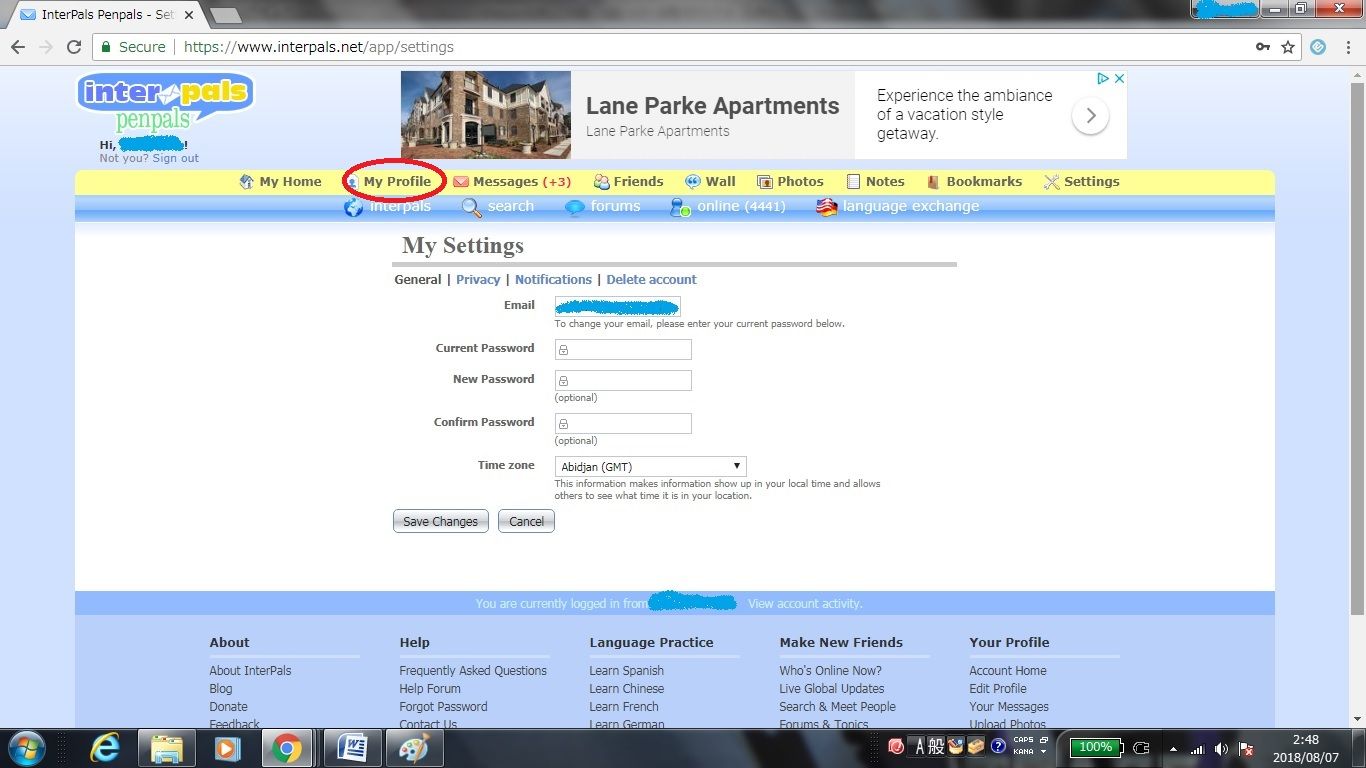 InterPals Penpals - Set
Secure
https://www.interpals.net/app/settings
inter pals
penpals
Hi, !
Not you? Sign out
Lane Parke Apartments
Lane Parke Apartments
Experience the ambiance
of a vacation style
getaway.
My Home My Profile Messages (+3) Friends Wall Photos Notes Bookmarks Settings
interpals search forums online (4441) language exchange
My Settings
General | Privacy | Notifications | Delete account
Email
To change your email, please enter your current password below.
Current Password
New Password
(optional)
Confirm Password
(optional)
Time zone Abidjan (GMT)
This information makes information show up in your local time and allows
others to see what time it is in your location.
Save Changes Cancel
You are currently logged in from View account activity.
About Help Language Practice Make New Friends Your Profile
About InterPals Frequently Asked Questions Learn Spanish Who's Online Now? Account Home
Blog Help Forum Learn Chinese Live Global Updates Edit Profile
Donate Forgot Password Learn French Search & Meet People Your Messages
Feedback Contact Us Learn German Forums & Topics Upload Photos
A 般 CAPS
KANA
100%
2:48
2018/08/07